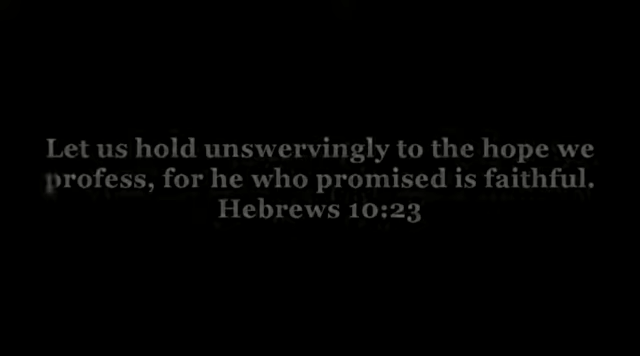 Let us hold unswervingly to the hope we
profess, for he who promised is faithful.
Hebrews 10:23